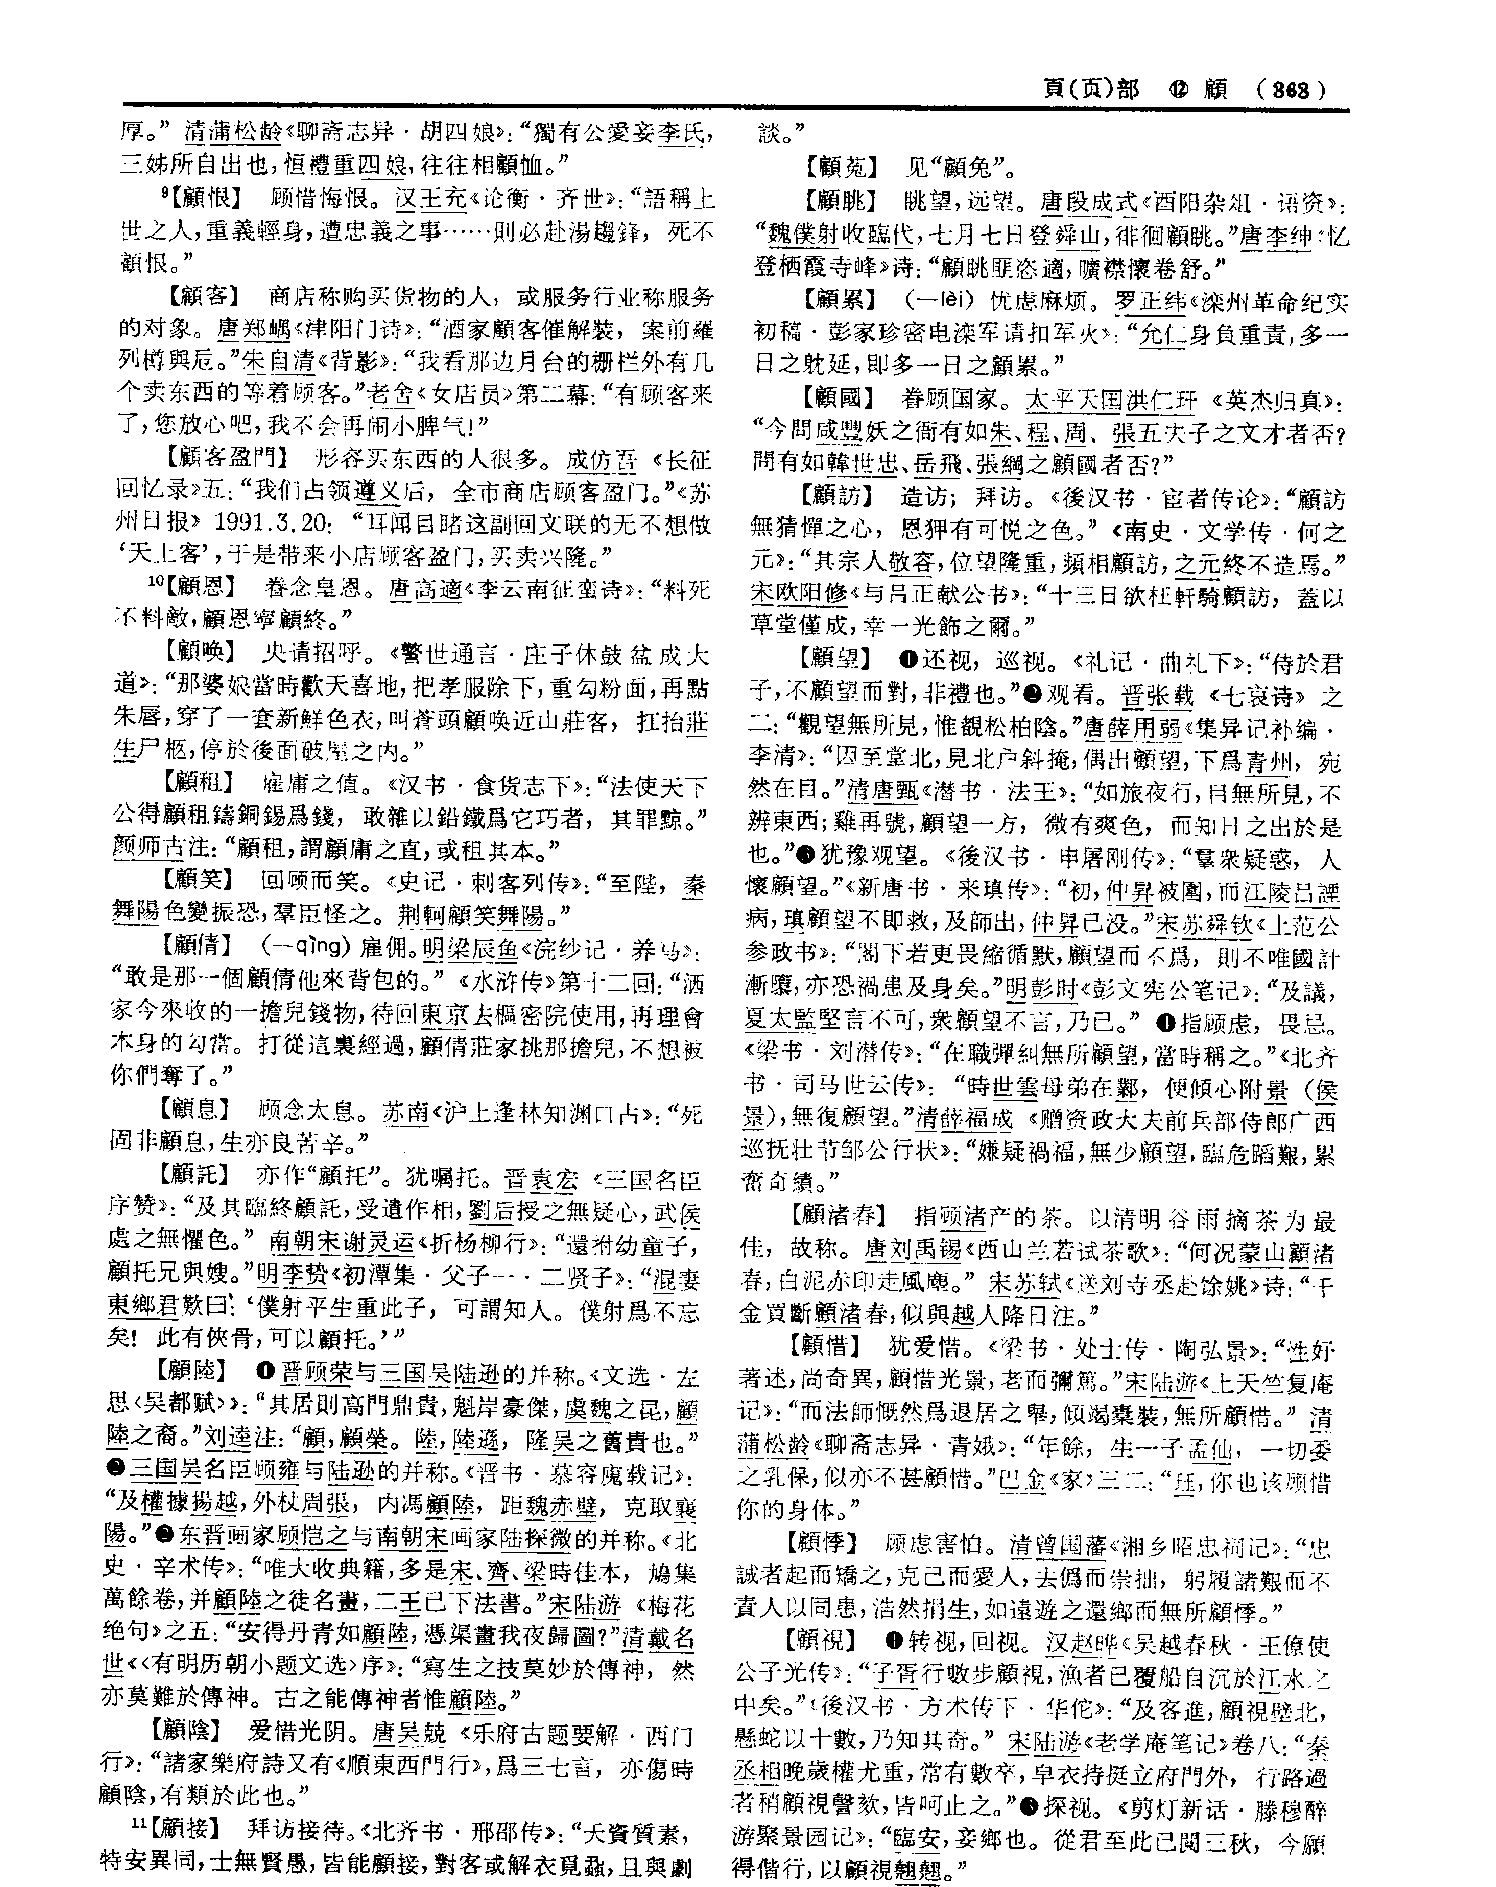 頁(页)部 ⑫ 顧 (363)
厚。” 清蒲松龄《聊斋志异·胡四娘》：“獨有公愛妾李氏，
三姊所自出也，恒禮重四娘，往往相顧恤。”
9【顧恨】 顾惜悔恨。汉王充《论衡·齐世》：“語稱上
世之人，重義輕身，遭忠義之事……則必赴湯趨鋒，死不
顧恨。”
【顧客】 商店称购买货物的人，或服务行业称服务
的对象。唐郑嵎《津阳门诗》：“酒家顧客催解裝，案前羅
列樽與卮。”朱自清《背影》：“我看那边月台的栅栏外有几
个卖东西的等着顾客。”老舍《女店员》第二幕：“有顾客来
了，您放心吧，我不会再闹小脾气！”
【顧客盈門】 形容买东西的人很多。成仿吾《长征
回忆录》五：“我们占领遵义后，全市商店顾客盈门。”《苏
州日报》1991.3.20：“耳闻目睹这副回文联的无不想做
‘天上客’，于是带来小店顾客盈门，买卖兴隆。”
10【顧恩】 眷念皇恩。唐高適《李云南征蛮诗》：“料死
不料敵，顧恩寧顧終。”
【顧唤】 央请招呼。《警世通言·庄子休鼓盆成大
道》：“那婆娘當時歡天喜地，把孝服除下，重勾粉面，再點
朱唇，穿了一套新鮮色衣，叫蒼頭顧唤近山莊客，扛抬莊
生尸柩，停於後面破屋之内。”
【顧租】 雇庸之值。《汉书·食货志下》：“法使天下
公得顧租鑄銅錫爲錢，敢雜以鉛鐵爲它巧者，其罪黥。”
颜师古注：“顧租，謂顧庸之直，或租其本。”
【顧笑】 回顾而笑。《史记·刺客列传》：“至陛，秦
舞陽色變振恐，羣臣怪之。荆軻顧笑舞陽。”
【顧倩】 (—qìng) 雇佣。明梁辰鱼《浣纱记·养马》：
“敢是那一個顧倩他來背包的。”《水浒传》第十二回：“洒
家今來收的一擔兒錢物，待回東京去樞密院使用，再理會
本身的勾當。打從這裏經過，顧倩莊家挑那擔兒，不想被
你們奪了。”
【顧息】 顾念太息。苏南《沪上逢林知渊口占》：“死
固非顧息，生亦良苦辛。”
【顧託】 亦作“顧托”。犹嘱托。晋袁宏《三国名臣
序赞》：“及其臨終顧託，受遺作相，劉后授之無疑心，武侯
處之無懼色。” 南朝宋谢灵运《折杨柳行》：“還拊幼童子，
顧托兄與嫂。”明李贽《初潭集·父子一·二贤子》：“混妻
東鄉君歎曰：‘僕射平生重此子，可謂知人。僕射爲不忘
矣！此有俠骨，可以顧托。’”
【顧陸】 ❶晋顾荣与三国吴陆逊的并称。《文选·左
思〈吴都赋〉》：“其居則高門鼎貴，魁岸豪傑，虞魏之昆，顧
陸之裔。”刘逵注：“顧，顧榮。陸，陸遜，隆吴之舊貴也。”
❷三国吴名臣顾雍与陆逊的并称。《晋书·慕容廆载记》：
“及權據揚越，外杖周張，内馮顧陸，距魏赤壁，克取襄
陽。”❸东晋画家顾恺之与南朝宋画家陆探微的并称。《北
史·辛术传》：“唯大收典籍，多是宋、齊、梁時佳本，鳩集
萬餘卷，并顧陸之徒名畫，二王已下法書。”宋陆游《梅花
绝句》之五：“安得丹青如顧陸，憑渠畫我夜歸圖？”清戴名
世《〈有明历朝小题文选〉序》：“寫生之技莫妙於傳神，然
亦莫難於傳神。古之能傳神者惟顧陸。”
【顧陰】 爱惜光阴。唐吴兢《乐府古题要解·西门
行》：“諸家樂府詩又有《順東西門行》，爲三七言，亦傷時
顧陰，有類於此也。”
11【顧接】 拜访接待。《北齐书·邢邵传》：“天資質素，
特安異同，士無賢愚，皆能顧接，對客或解衣覓蝨，且與劇
談。”
【顧菟】 见“顧免”。
【顧眺】 眺望，远望。唐段成式《酉阳杂俎·语资》：
“魏僕射收臨代，七月七日登舜山，徘徊顧眺。”唐李绅《忆
登栖霞寺峰》诗：“顧眺匪恣適，曠襟懷卷舒。”
【顧累】 (—lèi) 忧虑麻烦。罗正纬《滦州革命纪实
初稿·彭家珍密电滦军请扣军火》：“允仁身負重責，多一
日之躭延，即多一日之顧累。”
【顧國】 眷顾国家。太平天国洪仁玕《英杰归真》：
“今問咸豐妖之衙有如朱、程、周、張五夫子之文才者否？
問有如韓世忠、岳飛、張綱之顧國者否？”
【顧訪】 造访；拜访。《後汉书·宦者传论》：“顧訪
無猜憚之心，恩狎有可悦之色。”《南史·文学传·何之
元》：“其宗人敬容，位望隆重，頻相顧訪，之元終不造焉。”
宋欧阳修《与吕正献公书》：“十三日欲枉軒騎顧訪，蓋以
草堂僅成，幸一光飾之爾。”
【顧望】 ❶还视，巡视。《礼记·曲礼下》：“侍於君
子，不顧望而對，非禮也。”❷观看。晋张载《七哀诗》之
二：“顧望無所見，惟覩松柏陰。”唐薛用弱《集异记补编·
李清》：“因至堂北，見北户斜掩，偶出顧望，下爲青州，宛
然在目。”清唐甄《潜书·法王》：“如旅夜行，目無所見，不
辨東西；雞再號，顧望一方，微有爽色，而知日之出於是
也。”❸犹豫观望。《後汉书·申屠刚传》：“羣衆疑惑，人
懷顧望。”《新唐书·来瑱传》：“初，仲昇被圍，而江陵吕諲
病，瑱顧望不即救，及師出，仲昇已没。”宋苏舜钦《上范公
参政书》：“閣下若更畏縮循默，顧望而不爲，則不唯國計
漸隳，亦恐禍患及身矣。”明彭时《彭文宪公笔记》：“及議，
夏太監堅言不可，衆顧望不言，乃已。” ❹指顾虑，畏忌。
《梁书·刘潜传》：“在職彈糾無所顧望，當時稱之。”《北齐
书·司马世云传》：“時世雲母弟在鄴，便傾心附景（侯
景），無復顧望。”清薛福成《赠资政大夫前兵部侍郎广西
巡抚壮节邹公行状》：“嫌疑禍福，無少顧望，臨危蹈艱，累
奮奇績。”
【顧渚春】 指顾渚产的茶。以清明谷雨摘茶为最
佳，故称。唐刘禹锡《西山兰若试茶歌》：“何况蒙山顧渚
春，白泥赤印走風塵。” 宋苏轼《送刘寺丞赴馀姚》诗：“千
金買斷顧渚春，似與越人降日注。”
【顧惜】 犹爱惜。《梁书·处士传·陶弘景》：“性好
著述，尚奇異，顧惜光景，老而彌篤。”宋陆游《上天竺复庵
记》：“而法師慨然爲退居之舉，傾竭橐裝，無所顧惜。” 清
蒲松龄《聊斋志异·青娥》：“年餘，生一子孟仙，一切委
之乳保，似亦不甚顧惜。”巴金《家》三二：“珏，你也该顾惜
你的身体。”
【顧悸】 顾虑害怕。清曾国藩《湘乡昭忠祠记》：“忠
誠者起而矯之，克己而愛人，去僞而崇拙，躬履諸艱而不
責人以同患，浩然捐生，如遠遊之還鄉而無所顧悸。”
【顧視】 ❶转视，回视。汉赵晔《吴越春秋·王僚使
公子光传》：“子胥行數步顧視，漁者已覆船自沉於江水之
中矣。”《後汉书·方术传下·华佗》：“及客進，顧視壁北，
懸蛇以十數，乃知其奇。” 宋陆游《老学庵笔记》卷八：“秦
丞相晚歲權尤重，常有數卒，皁衣持梃立府門外，行路過
者稍顧視謦欬，皆呵止之。”❷探视。《剪灯新话·滕穆醉
游聚景园记》：“臨安，妾鄉也。從君至此已閲三秋，今願
得偕行，以顧視翹翹。”